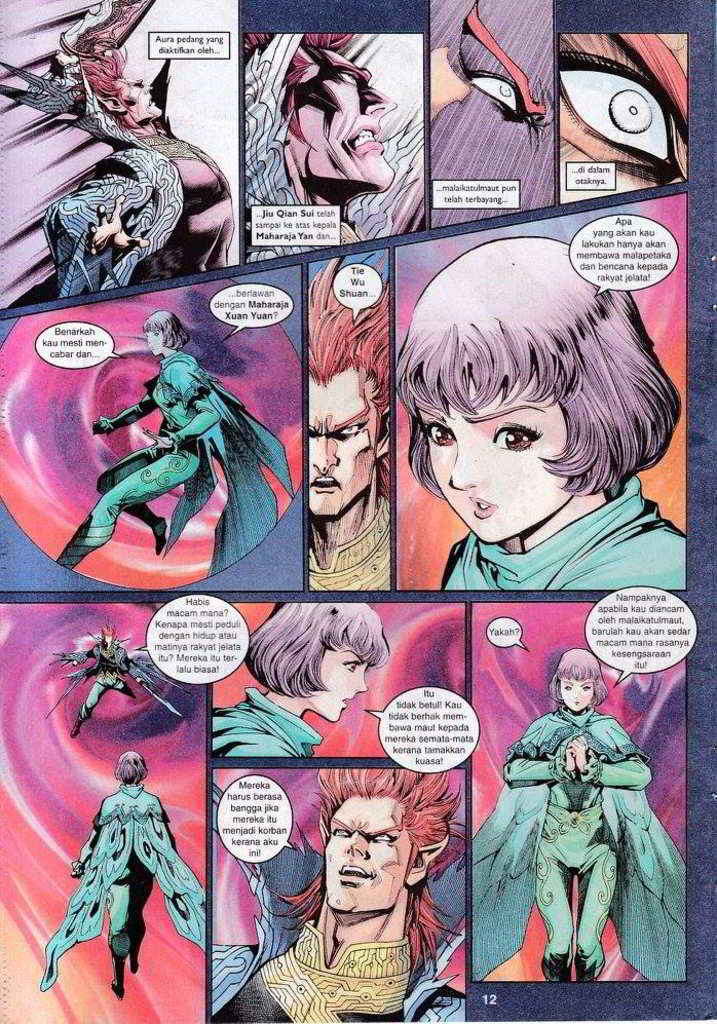 Aura pedang yang
diaktifkan oleh...
...Jiu Qian Sui telah
sampai ke atas kepala
Maharaja Yan dan...
...malaikatulmaut pun
telah terbayang...
...di dalam
otaknya.
Apa
yang akan kau
lakukan hanya akan
membawa malapetaka
dan bencana kepada
rakyat jelata!
Tie
Wu
Shuan...
Benarkah
kau mesti men-
cabar dan...
...berlawan
dengan Maharaja
Xuan Yuan?
Habis
macam mana?
Kenapa mesti peduli
dengan hidup atau
matinya rakyat jelata
itu? Mereka itu ter-
lalu biasa!
Itu
tidak betul! Kau
tidak berhak mem-
bawa maut kepada
mereka semata-mata
kerana tamakkan
kuasa!
Mereka
harus berasa
bangga jika
mereka itu
menjadi korban
kerana aku
ini!
Yakah?
Nampaknya
apabila kau diancam
oleh malaikatulmaut,
barulah kau akan sedar
macam mana rasanya
kesengsaraan
itu!
12